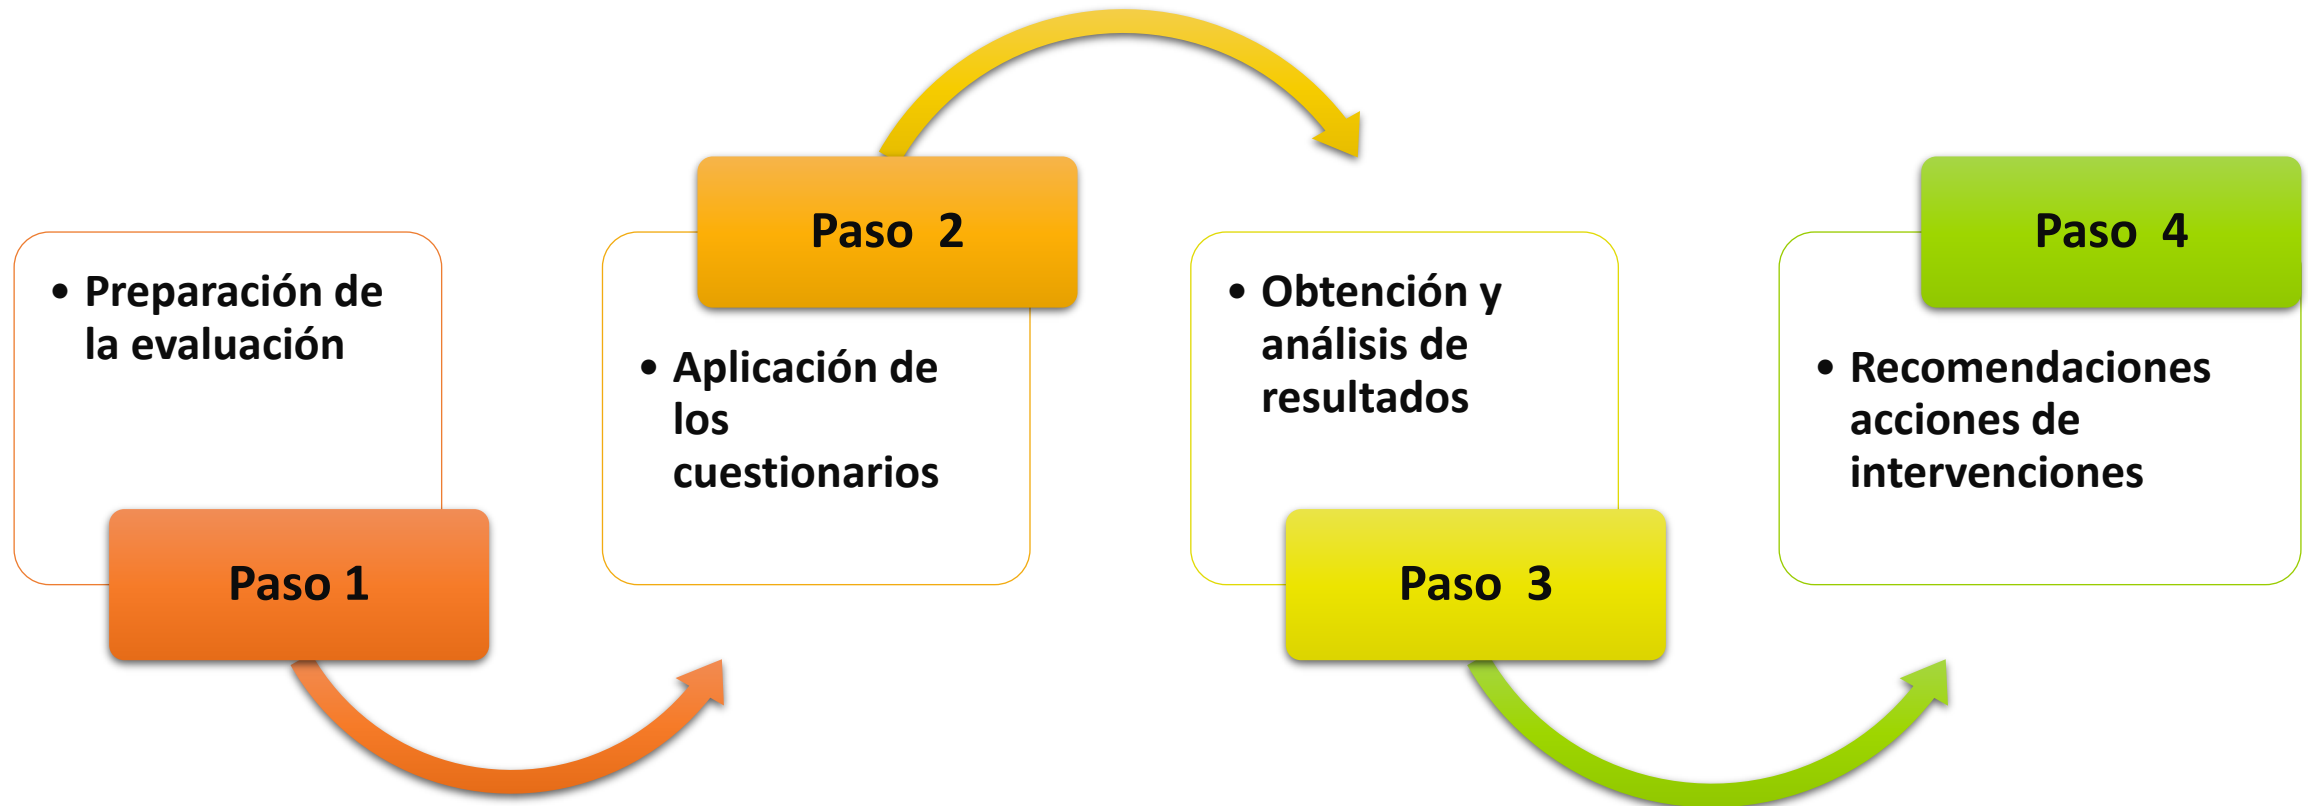 • Preparación de
la evaluación
Paso 1
Paso 2
• Aplicación de
los
cuestionarios
• Obtención y
análisis de
resultados
Paso 3
Paso 4
• Recomendaciones
acciones de
intervenciones